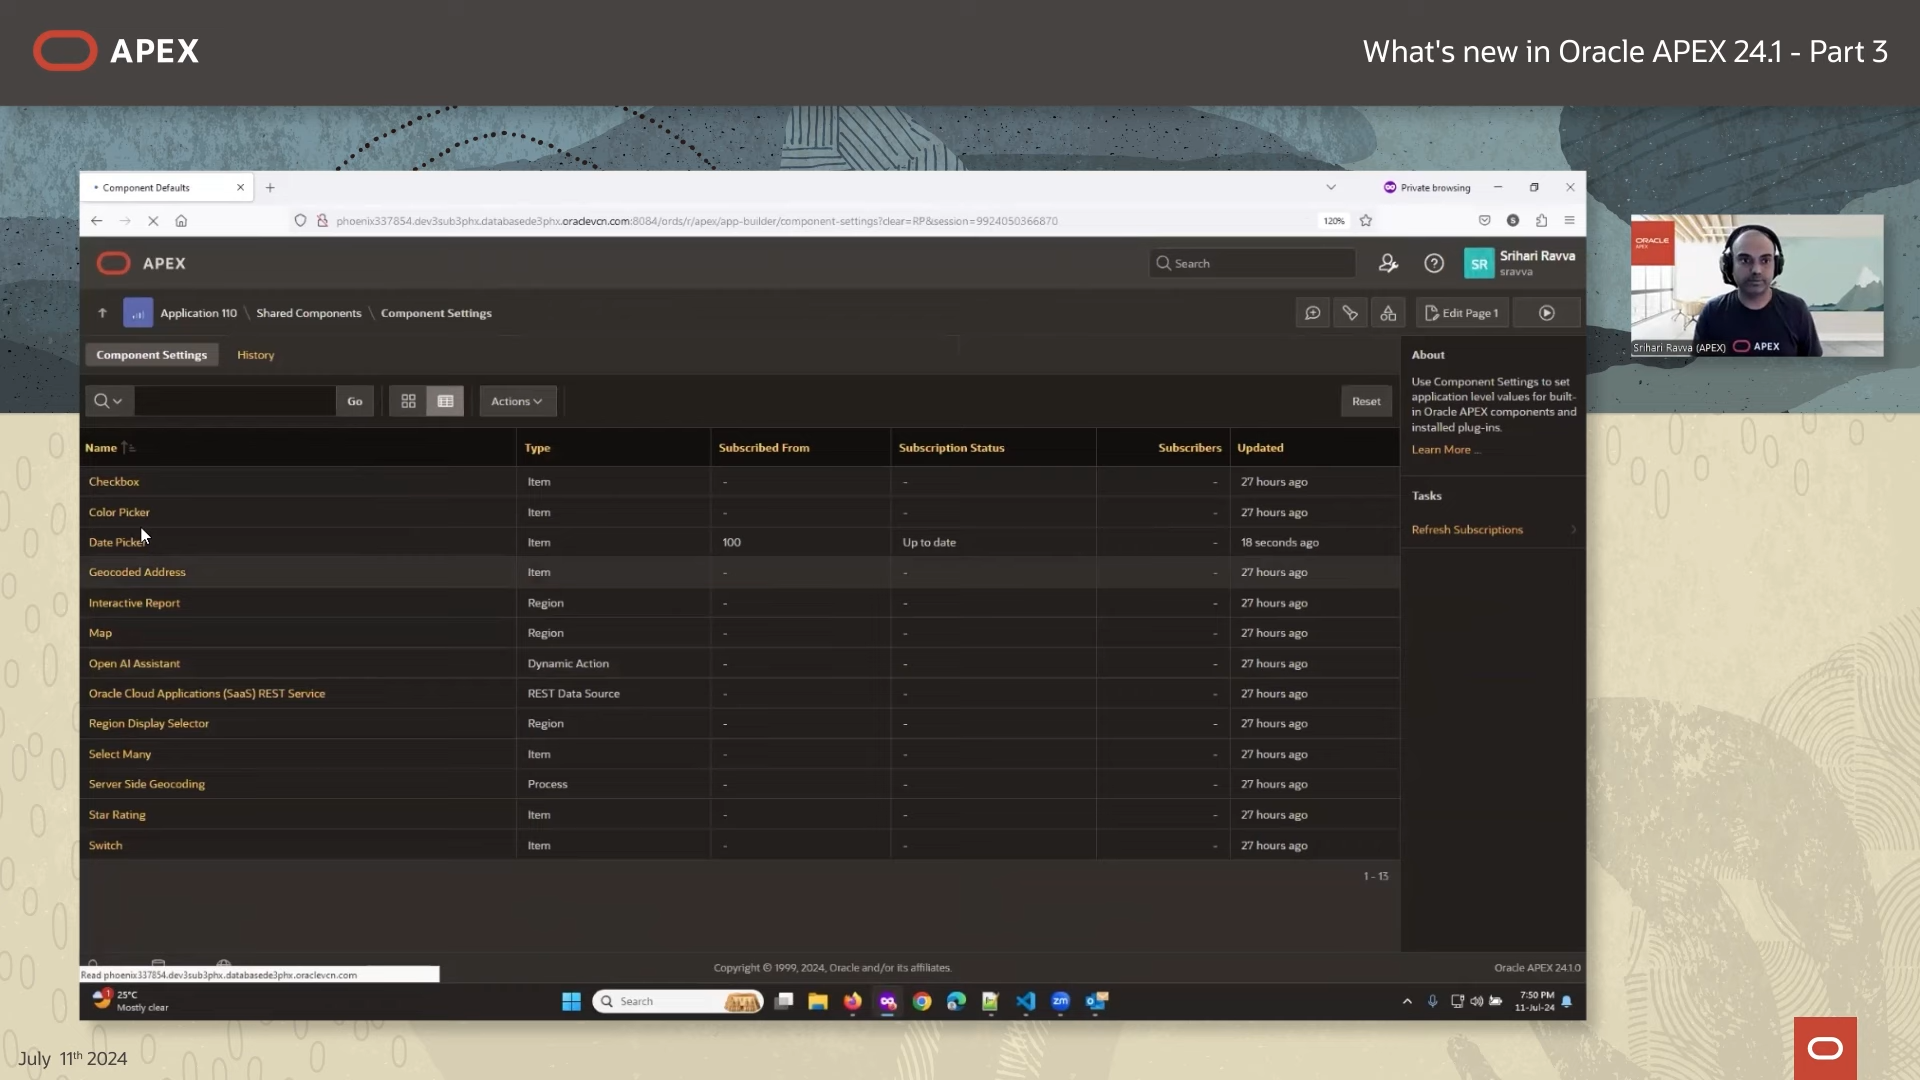 APEX
What's new in Oracle APEX 24.1 - Part 3
Component Defaults
Private browsing
phoenix337854.dev3sub3phx.databasede3phx.oraclevcn.com:8084/ords/r/apex/app-builder/component-settings?clear=RP&session=9924050366870
120%
S
APEX
Search
SR
Srihari Ravva
sravva
Application 110 \ Shared Components \ Component Settings
Edit Page 1
Component Settings
History
Go
Actions
Reset
Name Type Subscribed From Subscription Status Subscribers Updated
Checkbox Item - - - 27 hours ago
Color Picker Item - - - 27 hours ago
Date Picker Item 100 Up to date - 18 seconds ago
Geocoded Address Item - - - 27 hours ago
Interactive Report Region - - - 27 hours ago
Map Region - - - 27 hours ago
Open AI Assistant Dynamic Action - - - 27 hours ago
Oracle Cloud Applications (SaaS) REST Service REST Data Source - - - 27 hours ago
Region Display Selector Region - - - 27 hours ago
Select Many Item - - - 27 hours ago
Server Side Geocoding Process - - - 27 hours ago
Star Rating Item - - - 27 hours ago
Switch Item - - - 27 hours ago
1 - 13
About
Use Component Settings to set
application level values for built-
in Oracle APEX components and
installed plug-ins.
Learn More ...
Tasks
Refresh Subscriptions
ORACLE
APEX
Srihari Ravva (APEX)
APEX
Read phoenix337854.dev3sub3phx.databasede3phx.oraclevcn.com
Copyright © 1999, 2024, Oracle and/or its affiliates.
Oracle APEX 24.1.0
1
25°C
Mostly clear
Search
zm
7:50 PM
11-Jul-24
July 11th 2024